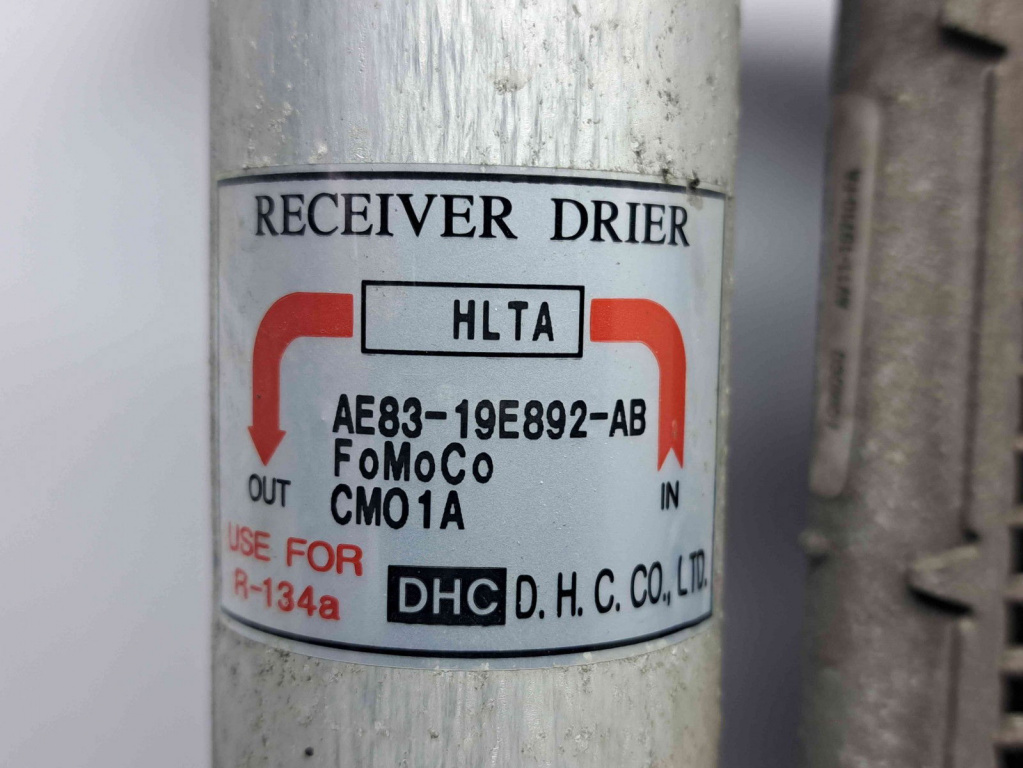 RECEIVER DRIER
HLTA
AE83-19E892-AB
FoMoCo
CM01A
OUT
IN
USE FOR
R-134a
DHC D. H. C. CO., LTD.